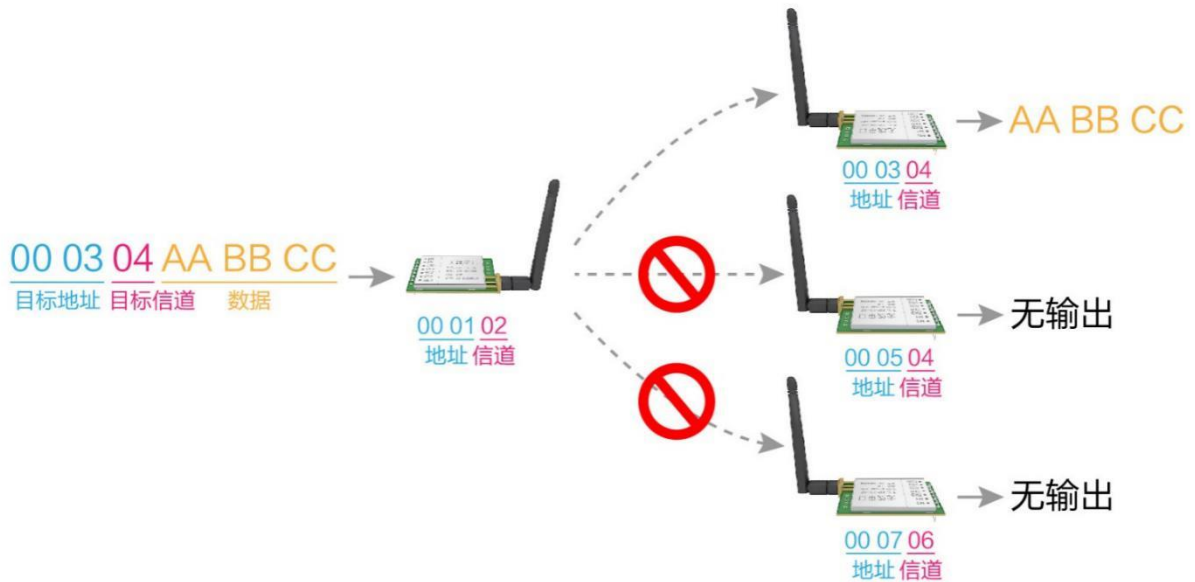 00 03 04 AA BB CC
目标地址 目标信道 数据
00 01 02
地址 信道
AA BB CC
00 03 04
地址 信道
无输出
00 05 04
地址 信道
无输出
00 07 06
地址 信道